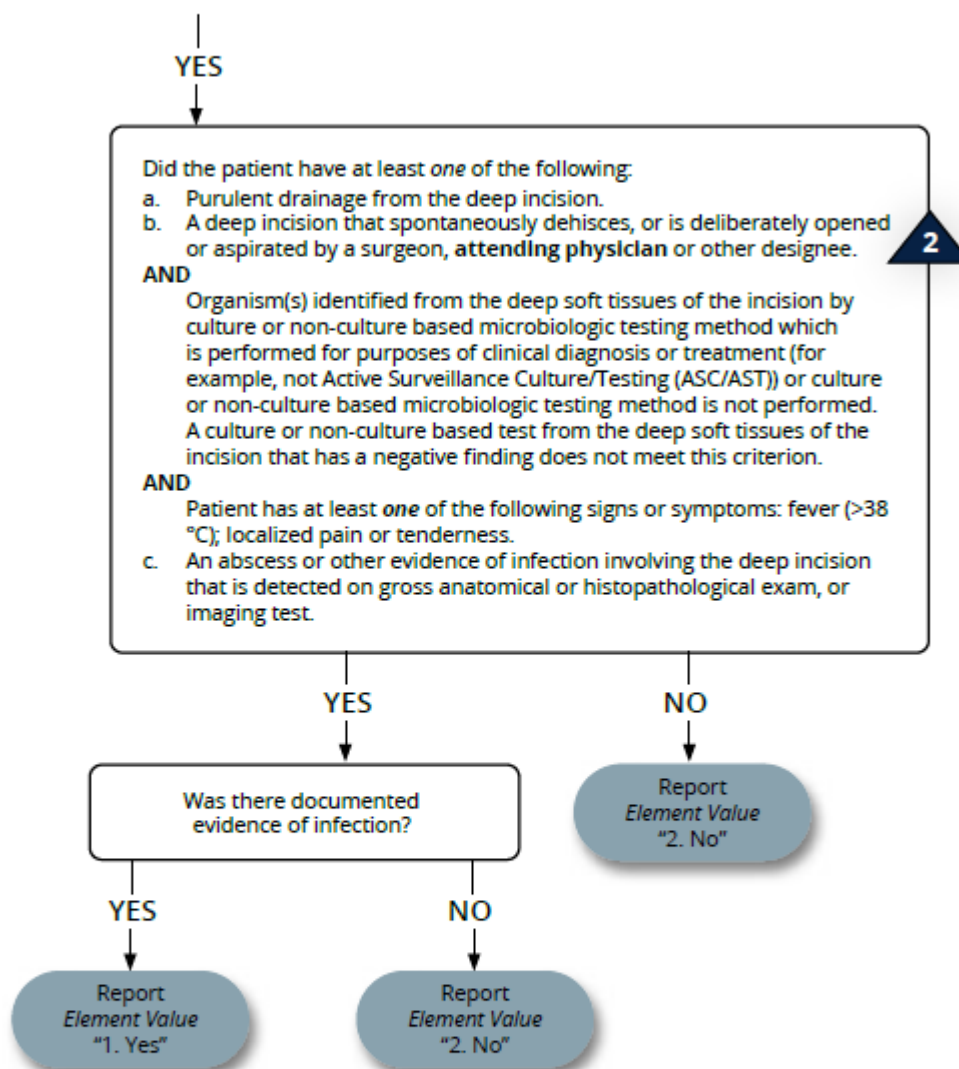 YES
Did the patient have at least one of the following:
a. Purulent drainage from the deep incision.
b. A deep incision that spontaneously dehisces, or is deliberately opened
or aspirated by a surgeon, attending physician or other designee.
2
AND
Organism(s) identified from the deep soft tissues of the incision by
culture or non-culture based microbiologic testing method which
is performed for purposes of clinical diagnosis or treatment (for
example, not Active Surveillance Culture/Testing (ASC/AST)) or culture
or non-culture based microbiologic testing method is not performed.
A culture or non-culture based test from the deep soft tissues of the
incision that has a negative finding does not meet this criterion.
AND
Patient has at least one of the following signs or symptoms: fever (>38
°C); localized pain or tenderness.
c. An abscess or other evidence of infection involving the deep incision
that is detected on gross anatomical or histopathological exam, or
imaging test.
YES
NO
Was there documented
evidence of infection?
Report
Element Value
“2. No”
YES
NO
Report
Element Value
“1. Yes”
Report
Element Value
“2. No”